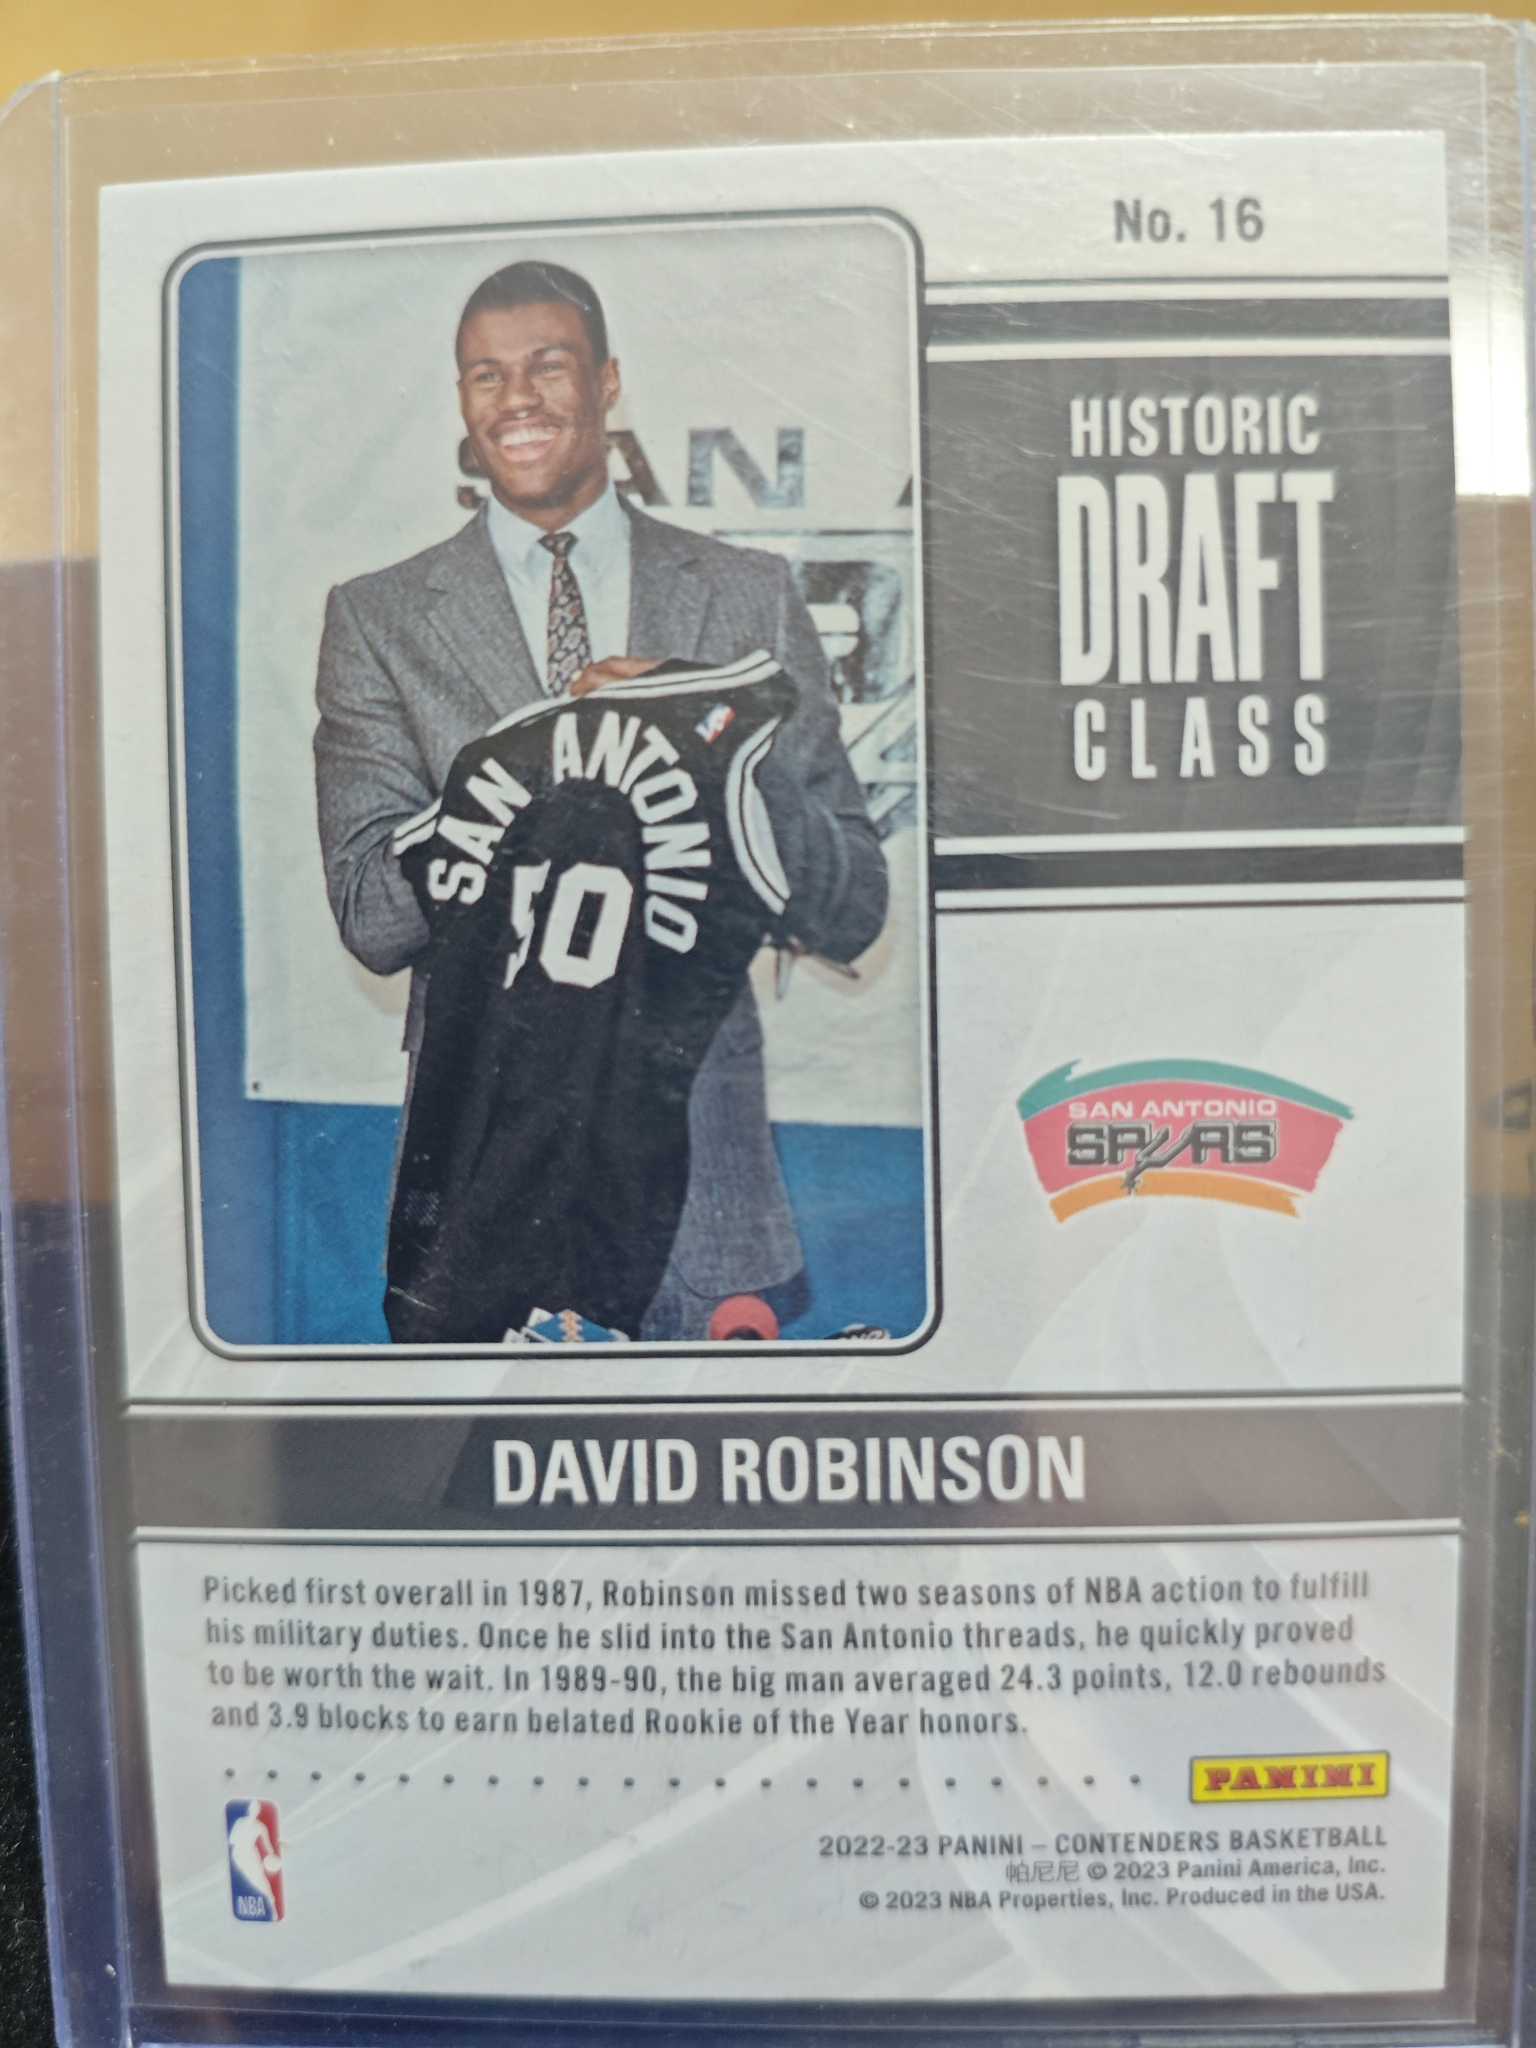 No. 16
HISTORIC
DRAFT
CLASS
SAN A
SAN ANTONIO
50
SAN ANTONIO
SPURS
DAVID ROBINSON
Picked first overall in 1987, Robinson missed two seasons of NBA action to fulfill
his military duties. Once he slid into the San Antonio threads, he quickly proved
to be worth the wait. In 1989-90, the big man averaged 24.3 points, 12.0 rebounds
and 3.9 blocks to earn belated Rookie of the Year honors.
PANINI
NBA
2022-23 PANINI – CONTENDERS BASKETBALL
帕尼尼 © 2023 Panini America, Inc.
© 2023 NBA Properties, Inc. Produced in the USA.